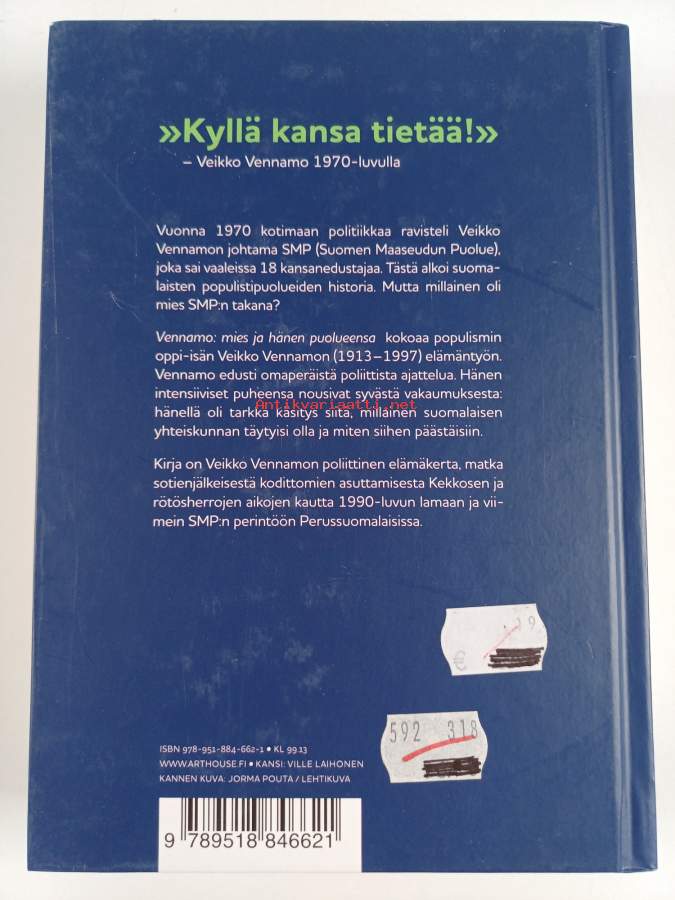 »Kyllä kansa tietää!»
– Veikko Vennamo 1970-luvulla
Vuonna 1970 kotimaan politiikkaa ravisteli Veikko
Vennamon johtama SMP (Suomen Maaseudun Puolue),
joka sai vaaleissa 18 kansanedustajaa. Tästä alkoi suoma-
laisten populistipuolueiden historia. Mutta millainen oli
mies SMP:n takana?
Vennamo: mies ja hänen puolueensa kokoaa populismin
oppi-isän Veikko Vennamon (1913–1997) elämäntyön.
Vennamo edusti omaperäistä poliittista ajattelua. Hänen
intensiiviset puheensa nousivat syvästä vakaumuksesta:
Antikvariaatti.net
hänellä oli tarkka käsitys siitä, millainen suomalaisen
yhteiskunnan täytyisi olla ja miten siihen päästäisiin.
Kirja on Veikko Vennamon poliittinen elämäkerta, matka
sotienjälkeisestä kodittomien asuttamisesta Kekkosen ja
rötösherrojen aikojen kautta 1990-luvun lamaan ja vii-
mein SMP:n perintöön Perussuomalaisissa.
19
€
592 318
ISBN 978-951-884-662-1 • KL 99.13
WWW.ARTHOUSE.FI • KANSI: VILLE LAIHONEN
KANNEN KUVA: JORMA POUTA / LEHTIKUVA
9 789518 846621